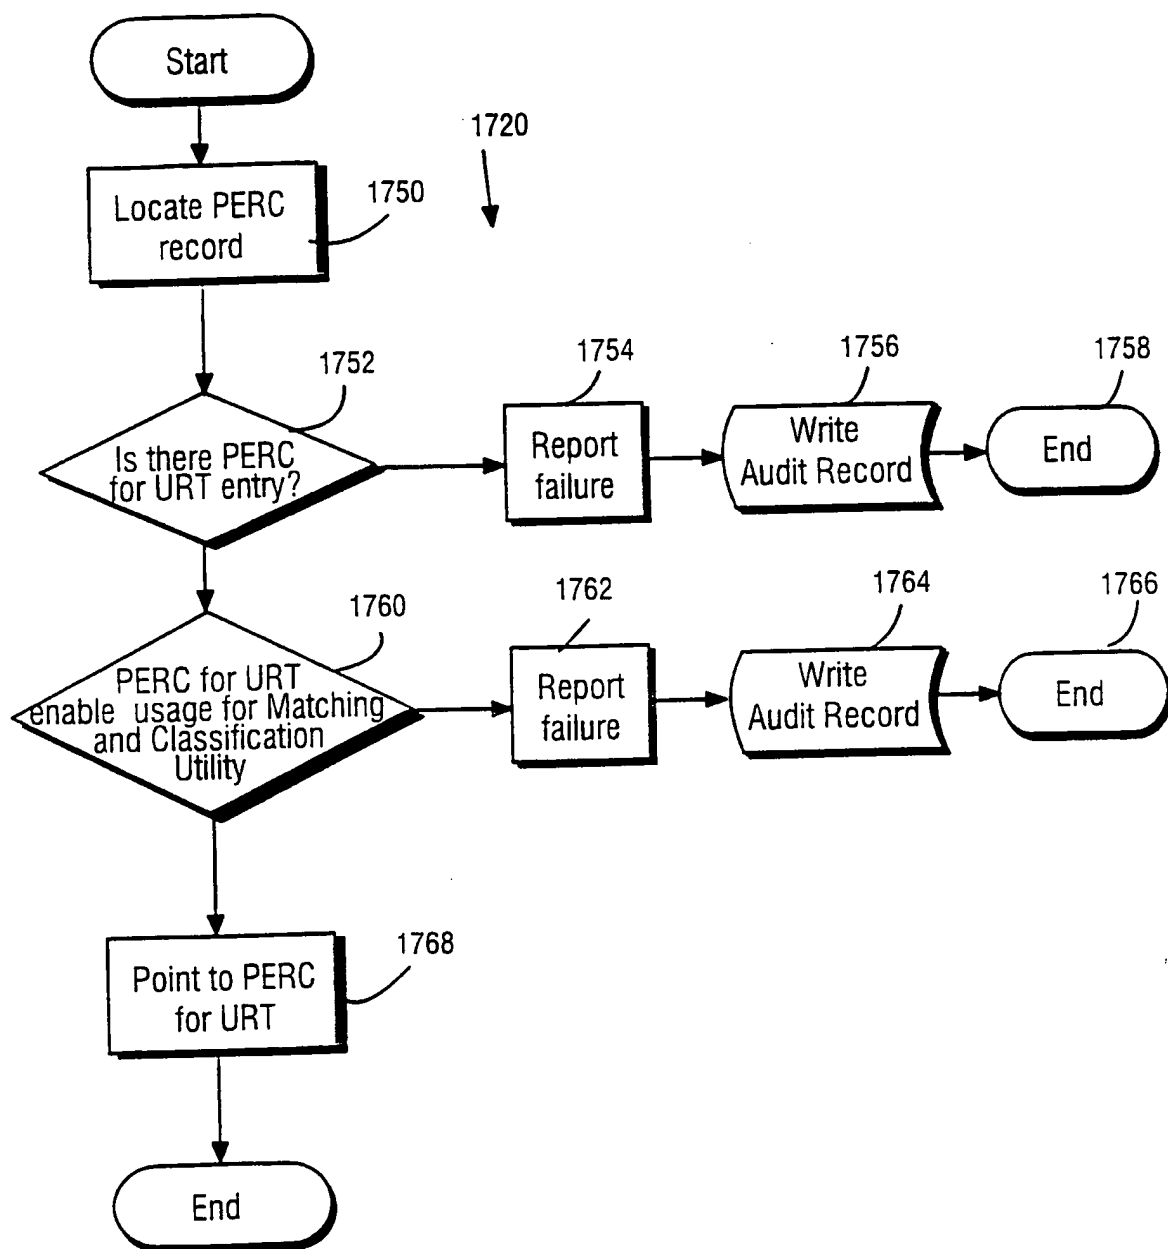 Start
1720
1750
Locate PERC
record
1752
1754
1756
1758
Is there PERC
for URT entry?
Report
failure
Write
Audit Record
End
1760
1762
1764
1766
PERC for URT
enable usage for Matching
and Classification
Utility
Report
failure
Write
Audit Record
End
1768
Point to PERC
for URT
End